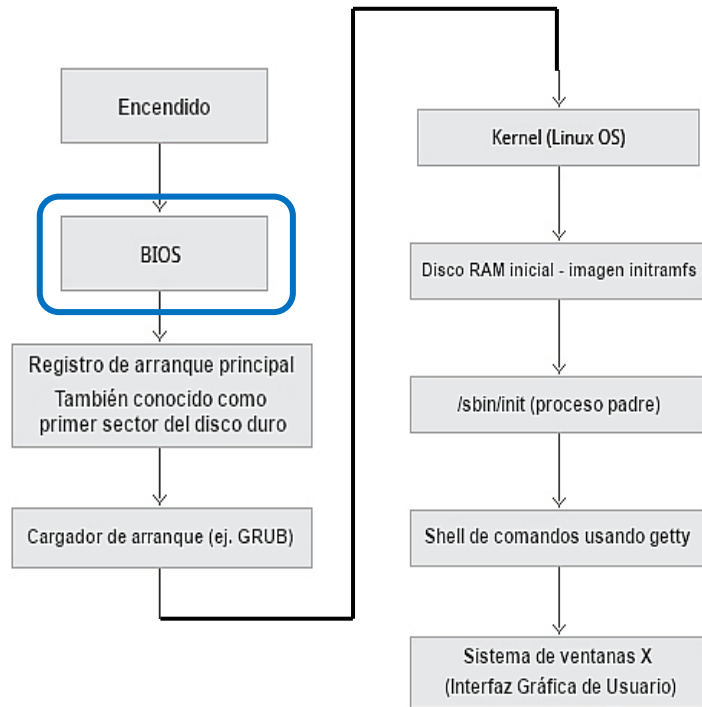 Encendido
BIOS
Registro de arranque principal
También conocido como
primer sector del disco duro
Cargador de arranque (ej. GRUB)
Kernel (Linux OS)
Disco RAM inicial - imagen initramfs
/sbin/init (proceso padre)
Shell de comandos usando getty
Sistema de ventanas X
(Interfaz Gráfica de Usuario)